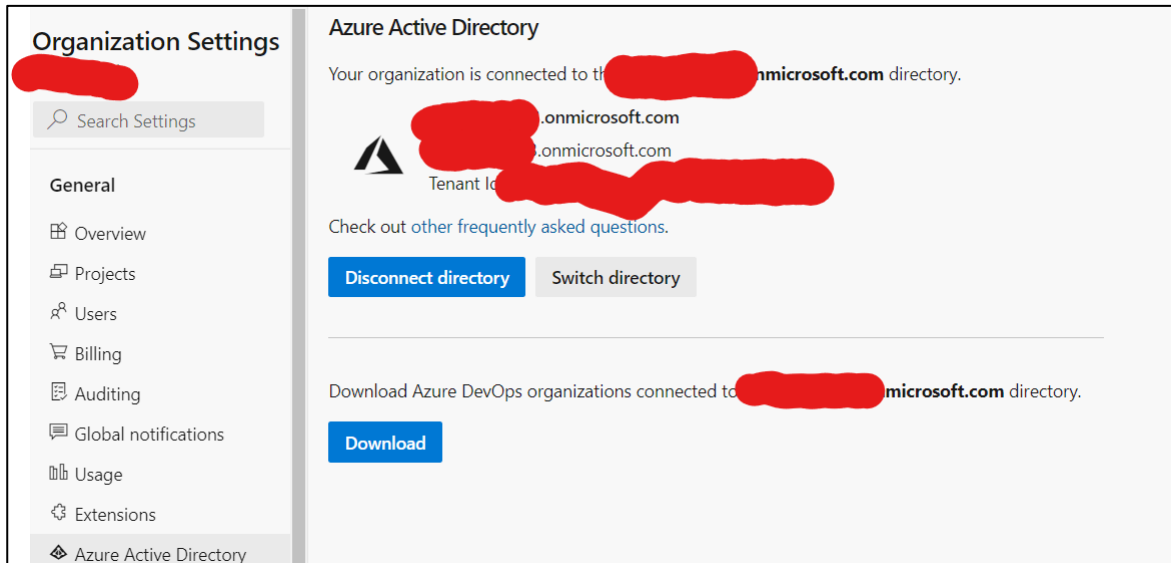 Organization Settings
Search Settings
General
Overview
Projects
Users
Billing
Auditing
Global notifications
Usage
Extensions
Azure Active Directory
Azure Active Directory
Your organization is connected to th nmicrosoft.com directory.
.onmicrosoft.com
.onmicrosoft.com
Tenant Id
Check out other frequently asked questions.
Disconnect directory
Switch directory
Download Azure DevOps organizations connected to microsoft.com directory.
Download